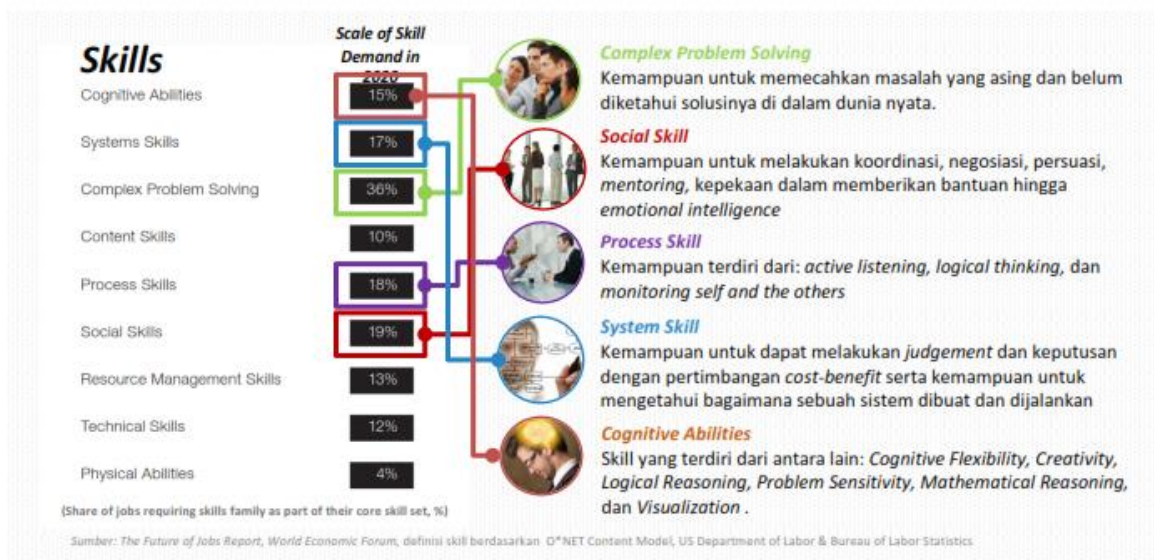 Skills
Scale of Skill
Demand in
2020
Cognitive Abilities
15%
Systems Skills
17%
Complex Problem Solving
36%
Content Skills
10%
Process Skills
18%
Social Skills
19%
Resource Management Skills
13%
Technical Skills
12%
Physical Abilities
4%
(Share of jobs requiring skills family as part of their core skill set, %)
Complex Problem Solving
Kemampuan untuk memecahkan masalah yang asing dan belum
diketahui solusinya di dalam dunia nyata.
Social Skill
Kemampuan untuk melakukan koordinasi, negosiasi, persuasi,
mentoring, kepekaan dalam memberikan bantuan hingga
emotional intelligence
Process Skill
Kemampuan terdiri dari: active listening, logical thinking, dan
monitoring self and the others
System Skill
Kemampuan untuk dapat melakukan judgement dan keputusan
dengan pertimbangan cost-benefit serta kemampuan untuk
mengetahui bagaimana sebuah sistem dibuat dan dijalankan
Cognitive Abilities
Skill yang terdiri dari antara lain: Cognitive Flexibility, Creativity,
Logical Reasoning, Problem Sensitivity, Mathematical Reasoning,
dan Visualization .
Sumber: The Future of Jobs Report, World Economic Forum, definisi skill berdasarkan O*NET Content Model, US Department of Labor & Bureau of Labor Statistics